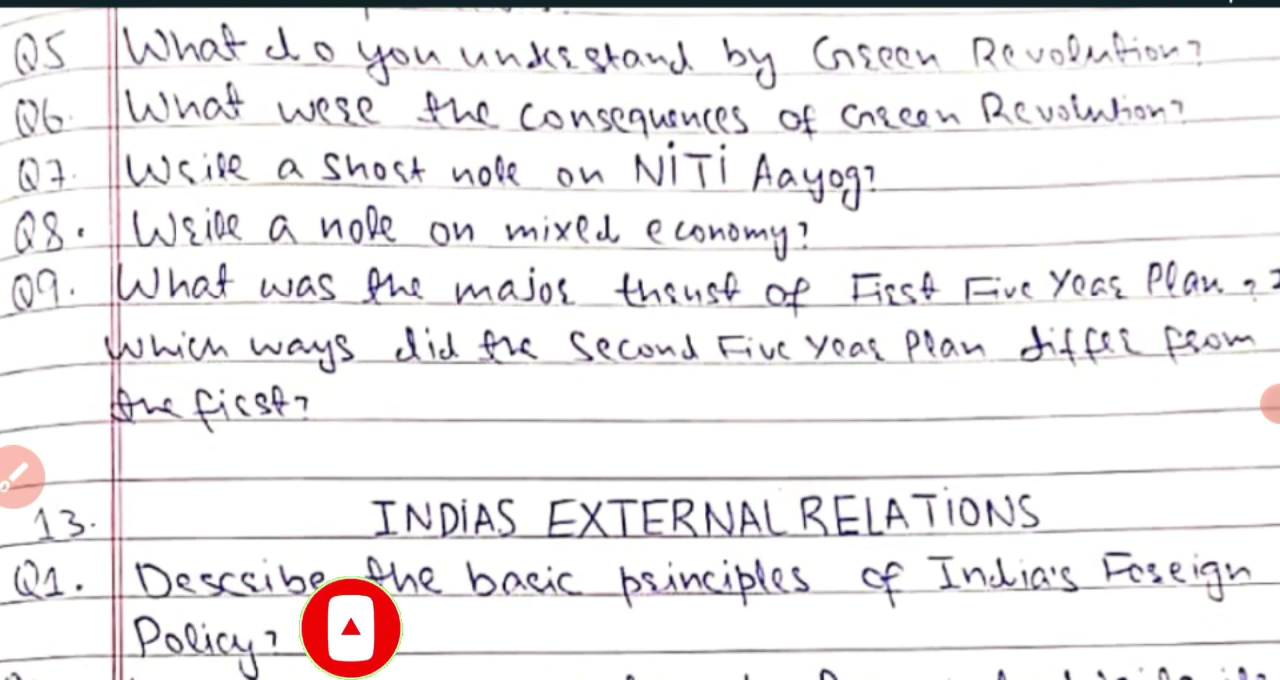 Q5 What do you understand by Green Revolution?
Q6. What were the consequences of Green Revolution?
Q7. Write a short note on NITI Aayog?
Q8. Write a note on mixed economy?
Q9. What was the major thrust of First Five Year Plan?
which ways did the Second Five Year Plan differ from
the first?
13. INDIAS EXTERNAL RELATIONS
Q1. Describe the basic principles of India's Foreign
Policy?